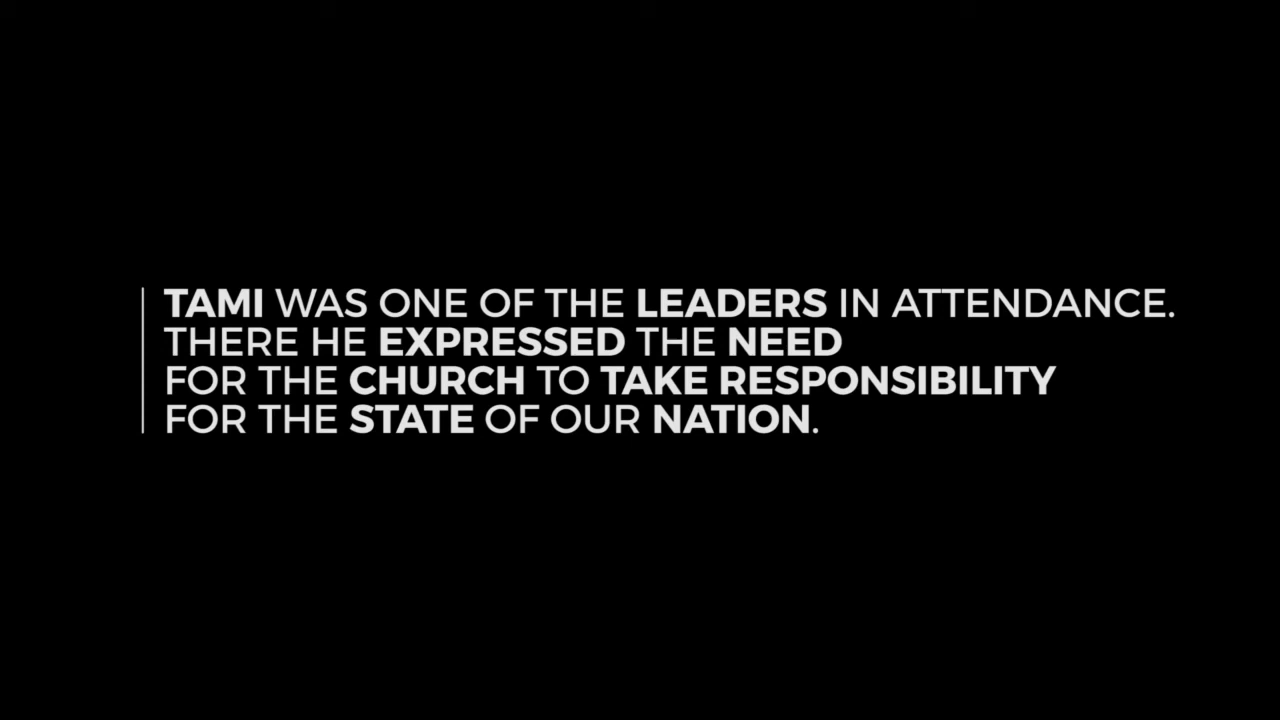 TAMI WAS ONE OF THE LEADERS IN ATTENDANCE.
THERE HE EXPRESSED THE NEED
FOR THE CHURCH TO TAKE RESPONSIBILITY
FOR THE STATE OF OUR NATION.